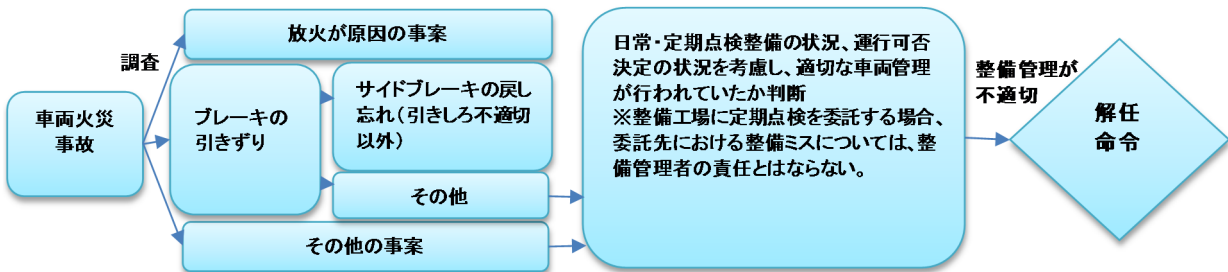 車両火災
事故
調査
放火が原因の事案
ブレーキの
引きずり
サイドブレーキの戻し
忘れ（引きしろ不適切
以外）
その他
その他の事案
日常・定期点検整備の状況、運行可否
決定の状況を考慮し、適切な車両管理
が行われていたか判断
※整備工場に定期点検を委託する場合、
委託先における整備ミスについては、整
備管理者の責任とはならない。
整備管理が
不適切
解任
命令